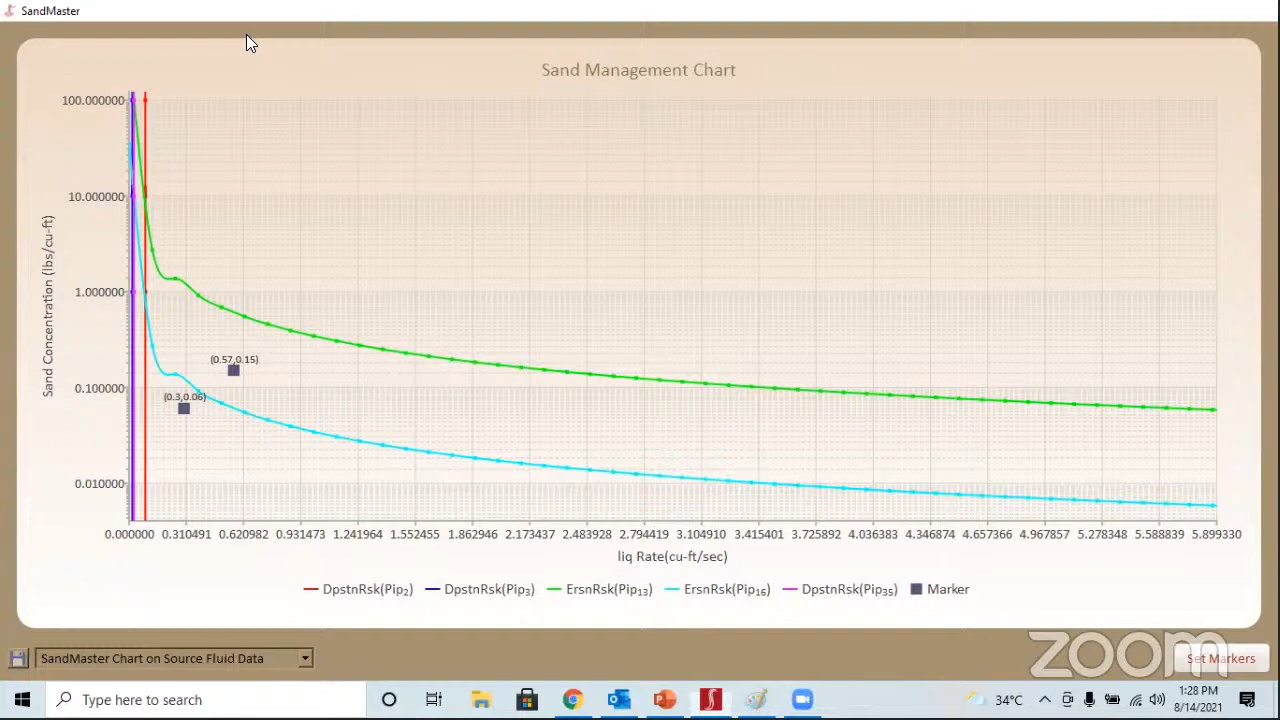 SandMaster
Sand Management Chart
100.000000
10.000000
1.000000
0.100000
0.010000
Sand Concentration (lbs/cu-ft)
(0.57,0.15)
(0.3,0.06)
0.000000 0.310491 0.620982 0.931473 1.241964 1.552455 1.862946 2.173437 2.483928 2.794419 3.104910 3.415401 3.725892 4.036383 4.346874 4.657366 4.967857 5.278348 5.588839 5.899330
liq Rate(cu-ft/sec)
DpstnRsk(Pip₂) DpstnRsk(Pip₃) ErsnRsk(Pip₁₃) ErsnRsk(Pip₁₆) DpstnRsk(Pip₃₅) Marker
SandMaster Chart on Source Fluid Data
zoom
Set Markers
Type here to search
34°C
1:28 PM
8/14/2021